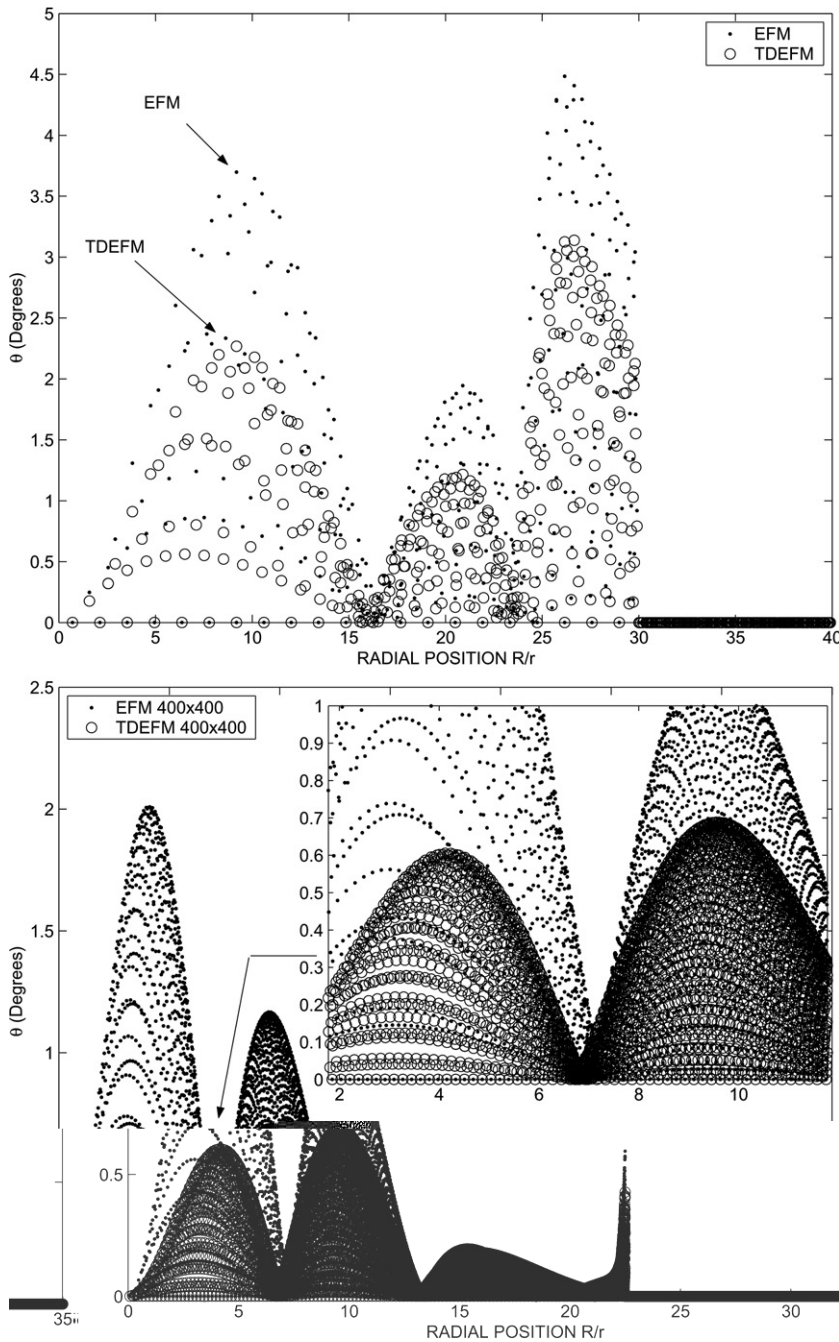 5
4.5
4
3.5
3
2.5
2
1.5
1
0.5
0
EFM
TDEFM
EFM
TDEFM
θ (Degrees)
0 5 10 15 20 25 30 35 40
RADIAL POSITION R/r
2.5
2
1.5
1
θ (Degrees)
EFM 400x400
TDEFM 400x400
1
0.9
0.8
0.7
0.6
0.5
0.4
0.3
0.2
0.1
0
2 4 6 8 10
0.5
0
35
0 5 10 15 20 25 30
RADIAL POSITION R/r